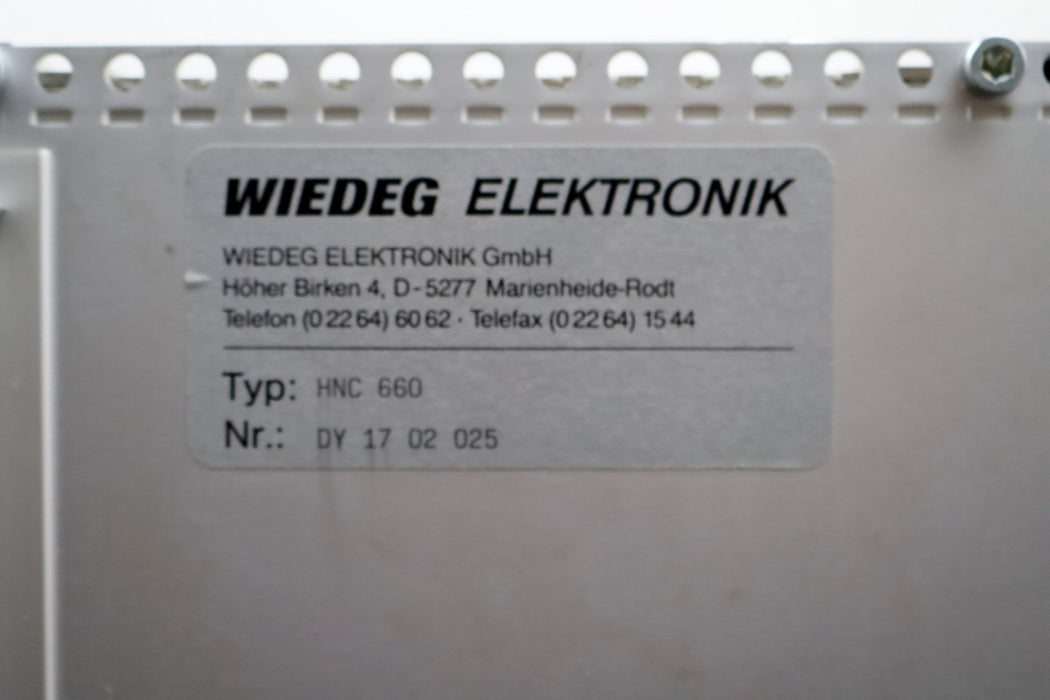 WIEDEG ELEKTRONIK
WIEDEG ELEKTRONIK GmbH
Höher Birken 4, D-5277 Marienheide-Rodt
Telefon (0 22 64) 60 62 · Telefax (0 22 64) 15 44
Typ: HNC 660
Nr.: DY 17 02 025